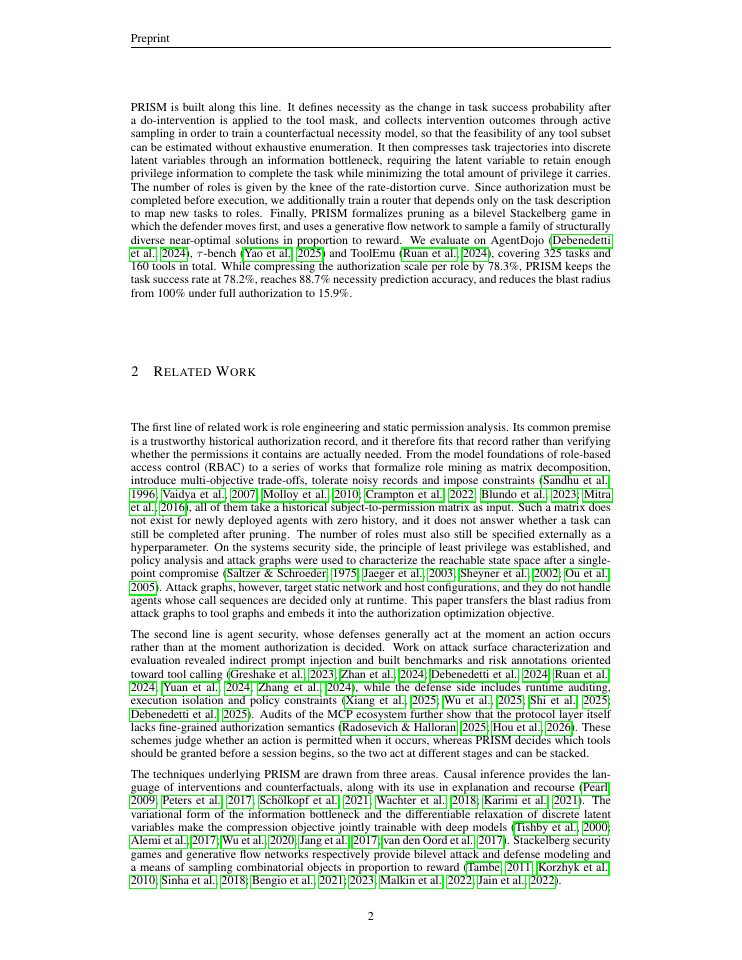 Preprint
PRISM is built along this line. It defines necessity as the change in task success probability after
a do-intervention is applied to the tool mask, and collects intervention outcomes through active
sampling in order to train a counterfactual necessity model, so that the feasibility of any tool subset
can be estimated without exhaustive enumeration. It then compresses task trajectories into discrete
latent variables through an information bottleneck, requiring the latent variable to retain enough
privilege information to complete the task while minimizing the total amount of privilege it carries.
The number of roles is given by the knee of the rate-distortion curve. Since authorization must be
completed before execution, we additionally train a router that depends only on the task description
to map new tasks to roles. Finally, PRISM formalizes pruning as a bilevel Stackelberg game in
which the defender moves first, and uses a generative flow network to sample a family of structurally
diverse near-optimal solutions in proportion to reward. We evaluate on AgentDojo (Debenedetti
et al., 2024), τ-bench (Yao et al., 2025) and ToolEmu (Ruan et al., 2024), covering 325 tasks and
160 tools in total. While compressing the authorization scale per role by 78.3%, PRISM keeps the
task success rate at 78.2%, reaches 88.7% necessity prediction accuracy, and reduces the blast radius
from 100% under full authorization to 15.9%.
2 RELATED WORK
The first line of related work is role engineering and static permission analysis. Its common premise
is a trustworthy historical authorization record, and it therefore fits that record rather than verifying
whether the permissions it contains are actually needed. From the model foundations of role-based
access control (RBAC) to a series of works that formalize role mining as matrix decomposition,
introduce multi-objective trade-offs, tolerate noisy records and impose constraints (Sandhu et al.,
1996; Vaidya et al., 2007; Molloy et al., 2010; Crampton et al., 2022; Blundo et al., 2023; Mitra
et al., 2016), all of them take a historical subject-to-permission matrix as input. Such a matrix does
not exist for newly deployed agents with zero history, and it does not answer whether a task can
still be completed after pruning. The number of roles must also still be specified externally as a
hyperparameter. On the systems security side, the principle of least privilege was established, and
policy analysis and attack graphs were used to characterize the reachable state space after a single-
point compromise (Saltzer & Schroeder, 1975; Jaeger et al., 2003; Sheyner et al., 2002; Ou et al.,
2005). Attack graphs, however, target static network and host configurations, and they do not handle
agents whose call sequences are decided only at runtime. This paper transfers the blast radius from
attack graphs to tool graphs and embeds it into the authorization optimization objective.
The second line is agent security, whose defenses generally act at the moment an action occurs
rather than at the moment authorization is decided. Work on attack surface characterization and
evaluation revealed indirect prompt injection and built benchmarks and risk annotations oriented
toward tool calling (Greshake et al., 2023; Zhan et al., 2024; Debenedetti et al., 2024; Ruan et al.,
2024; Yuan et al., 2024; Zhang et al., 2024), while the defense side includes runtime auditing,
execution isolation and policy constraints (Xiang et al., 2025; Wu et al., 2025; Shi et al., 2025;
Debenedetti et al., 2025). Audits of the MCP ecosystem further show that the protocol layer itself
lacks fine-grained authorization semantics (Radosevich & Halloran, 2025; Hou et al., 2026). These
schemes judge whether an action is permitted when it occurs, whereas PRISM decides which tools
should be granted before a session begins, so the two act at different stages and can be stacked.
The techniques underlying PRISM are drawn from three areas. Causal inference provides the lan-
guage of interventions and counterfactuals, along with its use in explanation and recourse (Pearl,
2009; Peters et al., 2017; Schölkopf et al., 2021; Wachter et al., 2018; Karimi et al., 2021). The
variational form of the information bottleneck and the differentiable relaxation of discrete latent
variables make the compression objective jointly trainable with deep models (Tishby et al., 2000;
Alemi et al., 2017; Wu et al., 2020; Jang et al., 2017; van den Oord et al., 2017). Stackelberg security
games and generative flow networks respectively provide bilevel attack and defense modeling and
a means of sampling combinatorial objects in proportion to reward (Tambe, 2011; Korzhyk et al.,
2010; Sinha et al., 2018; Bengio et al., 2021; 2023; Malkin et al., 2022; Jain et al., 2022).
2